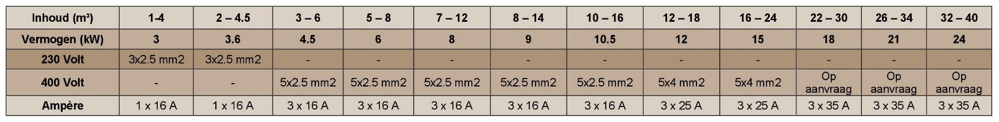 Inhoud (m³) 1-4 2 – 4.5 3 – 6 5 – 8 7 – 12 8 – 14 10 – 16 12 – 18 16 – 24 22 – 30 26 – 34 32 – 40
Vermogen (kW) 3 3.6 4.5 6 8 9 10.5 12 15 18 21 24
230 Volt 3x2.5 mm2 3x2.5 mm2 - - - - - - - - - -
400 Volt - - 5x2.5 mm2 5x2.5 mm2 5x2.5 mm2 5x2.5 mm2 5x2.5 mm2 5x4 mm2 5x4 mm2 Op aanvraag Op aanvraag Op aanvraag
Ampère 1 x 16 A 1 x 16 A 3 x 16 A 3 x 16 A 3 x 16 A 3 x 16 A 3 x 16 A 3 x 25 A 3 x 25 A 3 x 35 A 3 x 35 A 3 x 35 A